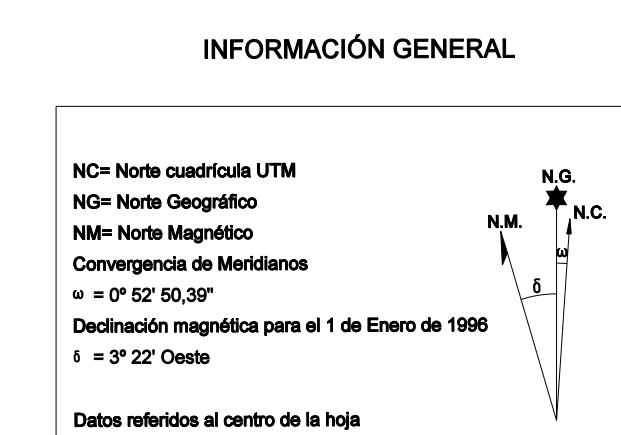 INFORMACIÓN GENERAL
NC= Norte cuadrícula UTM
NG= Norte Geográfico
NM= Norte Magnético
Convergencia de Meridianos
ω = 0º 52' 50,39"
Declinación magnética para el 1 de Enero de 1996
δ = 3º 22' Oeste
Datos referidos al centro de la hoja
N.G.
N.C.
N.M.
ω
δ